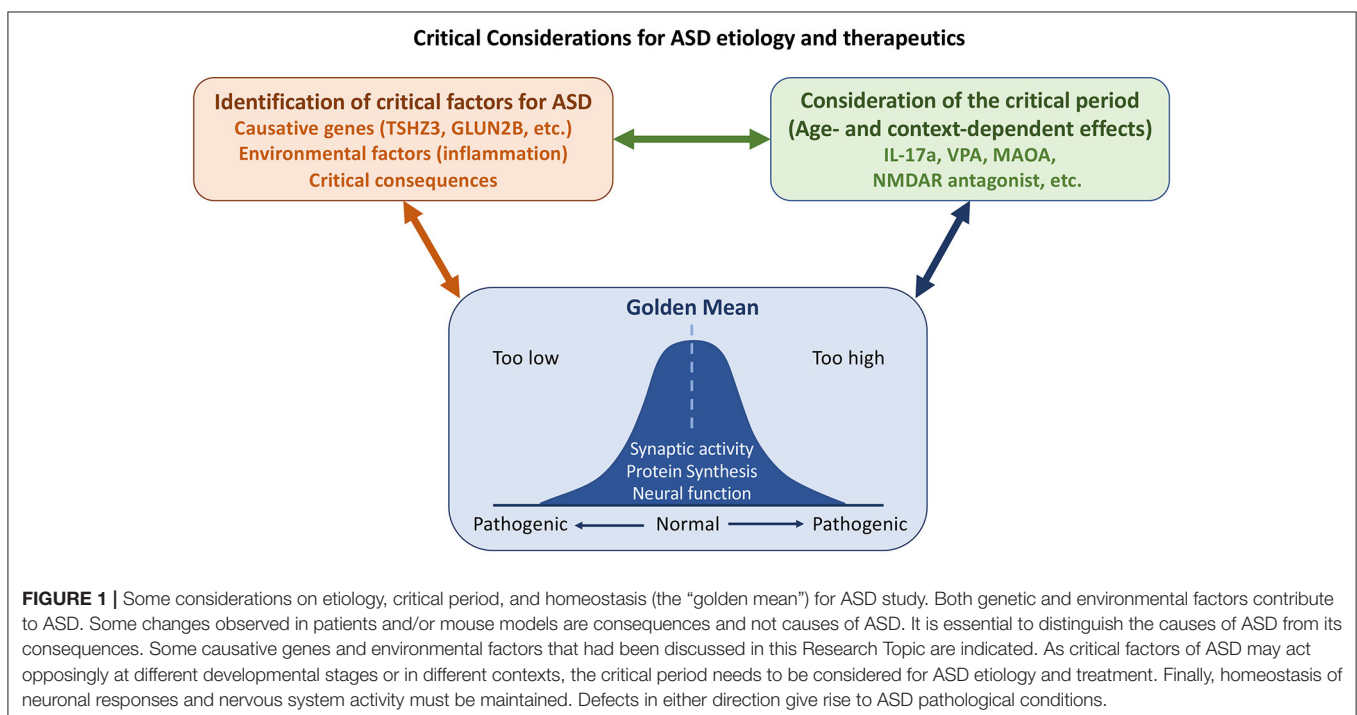 Critical Considerations for ASD etiology and therapeutics
Identification of critical factors for ASD
Causative genes (TSHZ3, GLUN2B, etc.)
Environmental factors (inflammation)
Critical consequences
Consideration of the critical period
(Age- and context-dependent effects)
IL-17a, VPA, MAOA,
NMDAR antagonist, etc.
Golden Mean
Too low
Too high
Synaptic activity
Protein Synthesis
Neural function
Pathogenic Normal Pathogenic
FIGURE 1 | Some considerations on etiology, critical period, and homeostasis (the “golden mean”) for ASD study. Both genetic and environmental factors contribute
to ASD. Some changes observed in patients and/or mouse models are consequences and not causes of ASD. It is essential to distinguish the causes of ASD from its
consequences. Some causative genes and environmental factors that had been discussed in this Research Topic are indicated. As critical factors of ASD may act
opposingly at different developmental stages or in different contexts, the critical period needs to be considered for ASD etiology and treatment. Finally, homeostasis of
neuronal responses and nervous system activity must be maintained. Defects in either direction give rise to ASD pathological conditions.